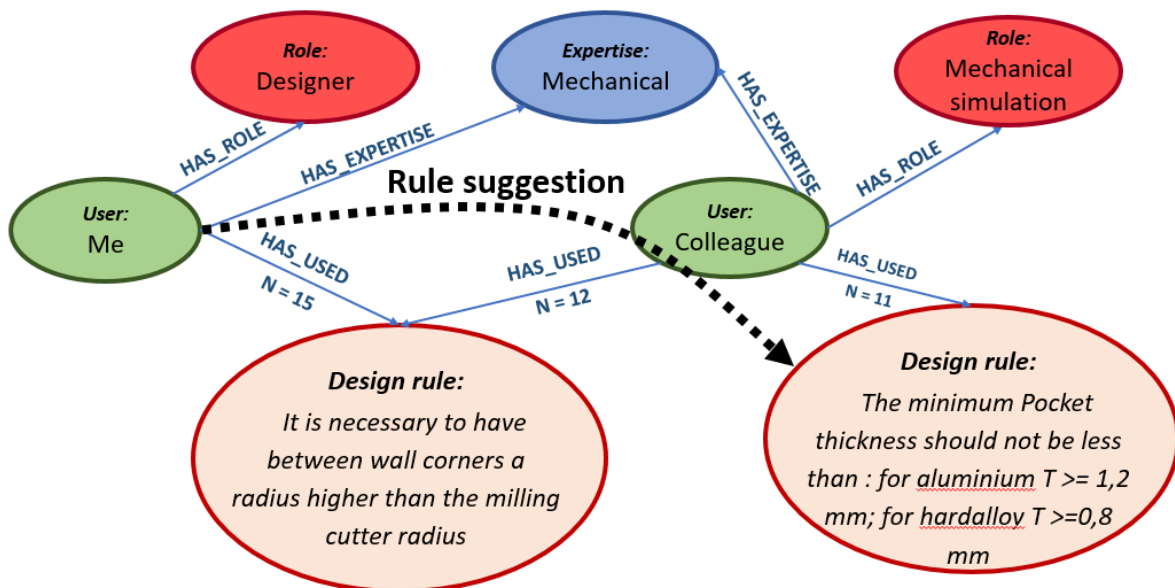 Role:
Designer
Expertise:
Mechanical
Role:
Mechanical
simulation
HAS_ROLE
HAS_EXPERTISE
HAS_EXPERTISE
HAS_ROLE
Rule suggestion
User:
Me
User:
Colleague
HAS_USED
N = 15
HAS_USED
N = 12
HAS_USED
N = 11
Design rule:
It is necessary to have
between wall corners a
radius higher than the milling
cutter radius
Design rule:
The minimum Pocket
thickness should not be less
than : for aluminium T >= 1,2
mm; for hardalloy T >=0,8
mm